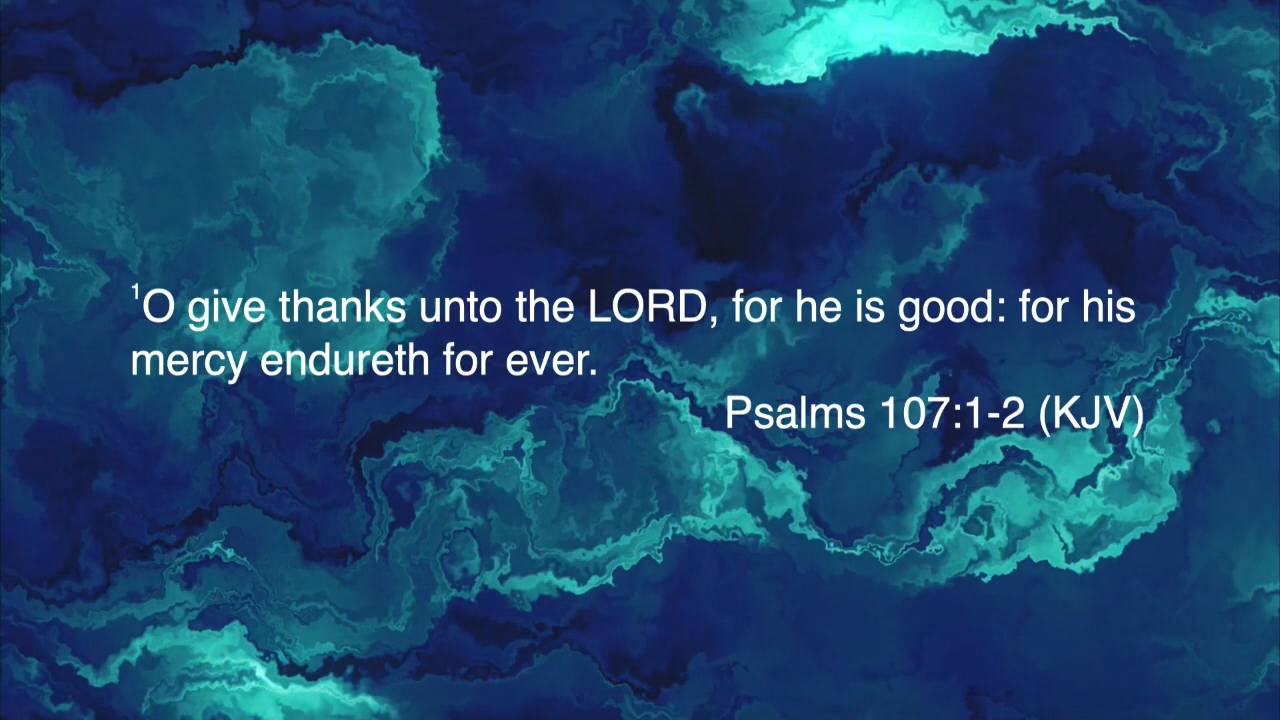 ¹O give thanks unto the LORD, for he is good: for his
mercy endureth for ever.
Psalms 107:1-2 (KJV)